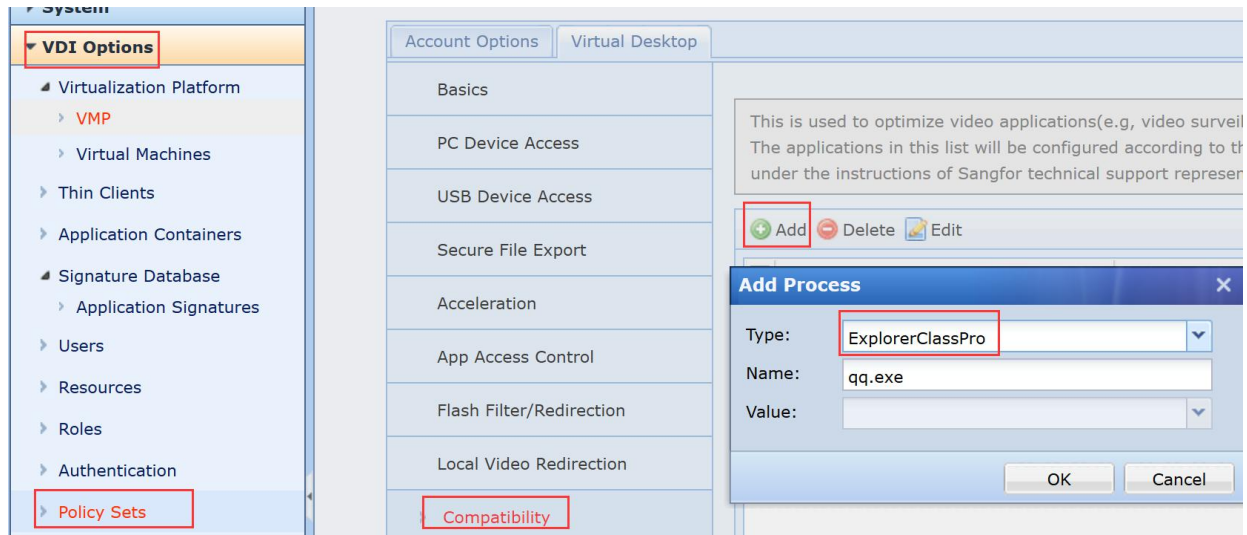 System
VDI Options
Virtualization Platform
VMP
Virtual Machines
Thin Clients
Application Containers
Signature Database
Application Signatures
Users
Resources
Roles
Authentication
Policy Sets
Account Options
Virtual Desktop
Basics
PC Device Access
USB Device Access
Secure File Export
Acceleration
App Access Control
Flash Filter/Redirection
Local Video Redirection
Compatibility
This is used to optimize video applications(e.g, video surveil
The applications in this list will be configured according to th
under the instructions of Sangfor technical support represen
Add Delete Edit
Add Process
Type: ExplorerClassPro
Name: qq.exe
Value:
OK Cancel